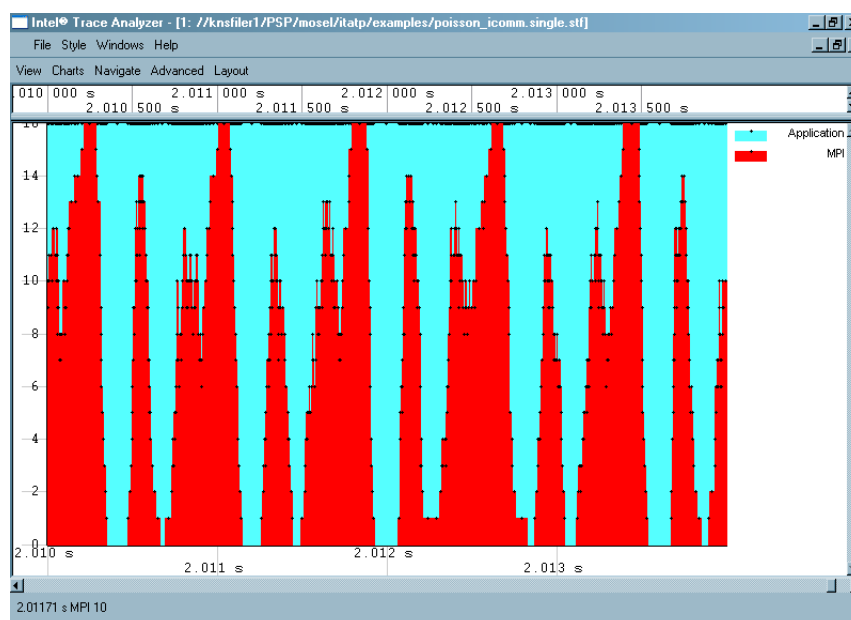 Intel® Trace Analyzer - [1: //knsfiler1/PSP/mosel/itatp/examples/poisson_icomm.single.stf]
File Style Windows Help
View Charts Navigate Advanced Layout
.010 000 s 2.011 000 s 2.012 000 s 2.013 000 s
2.010 500 s 2.011 500 s 2.012 500 s 2.013 500 s
16
Application
MPI
14
12
10
8
6
4
2
0
2.010 s 2.012 s
2.011 s 2.013 s
2.01171 s MPI 10